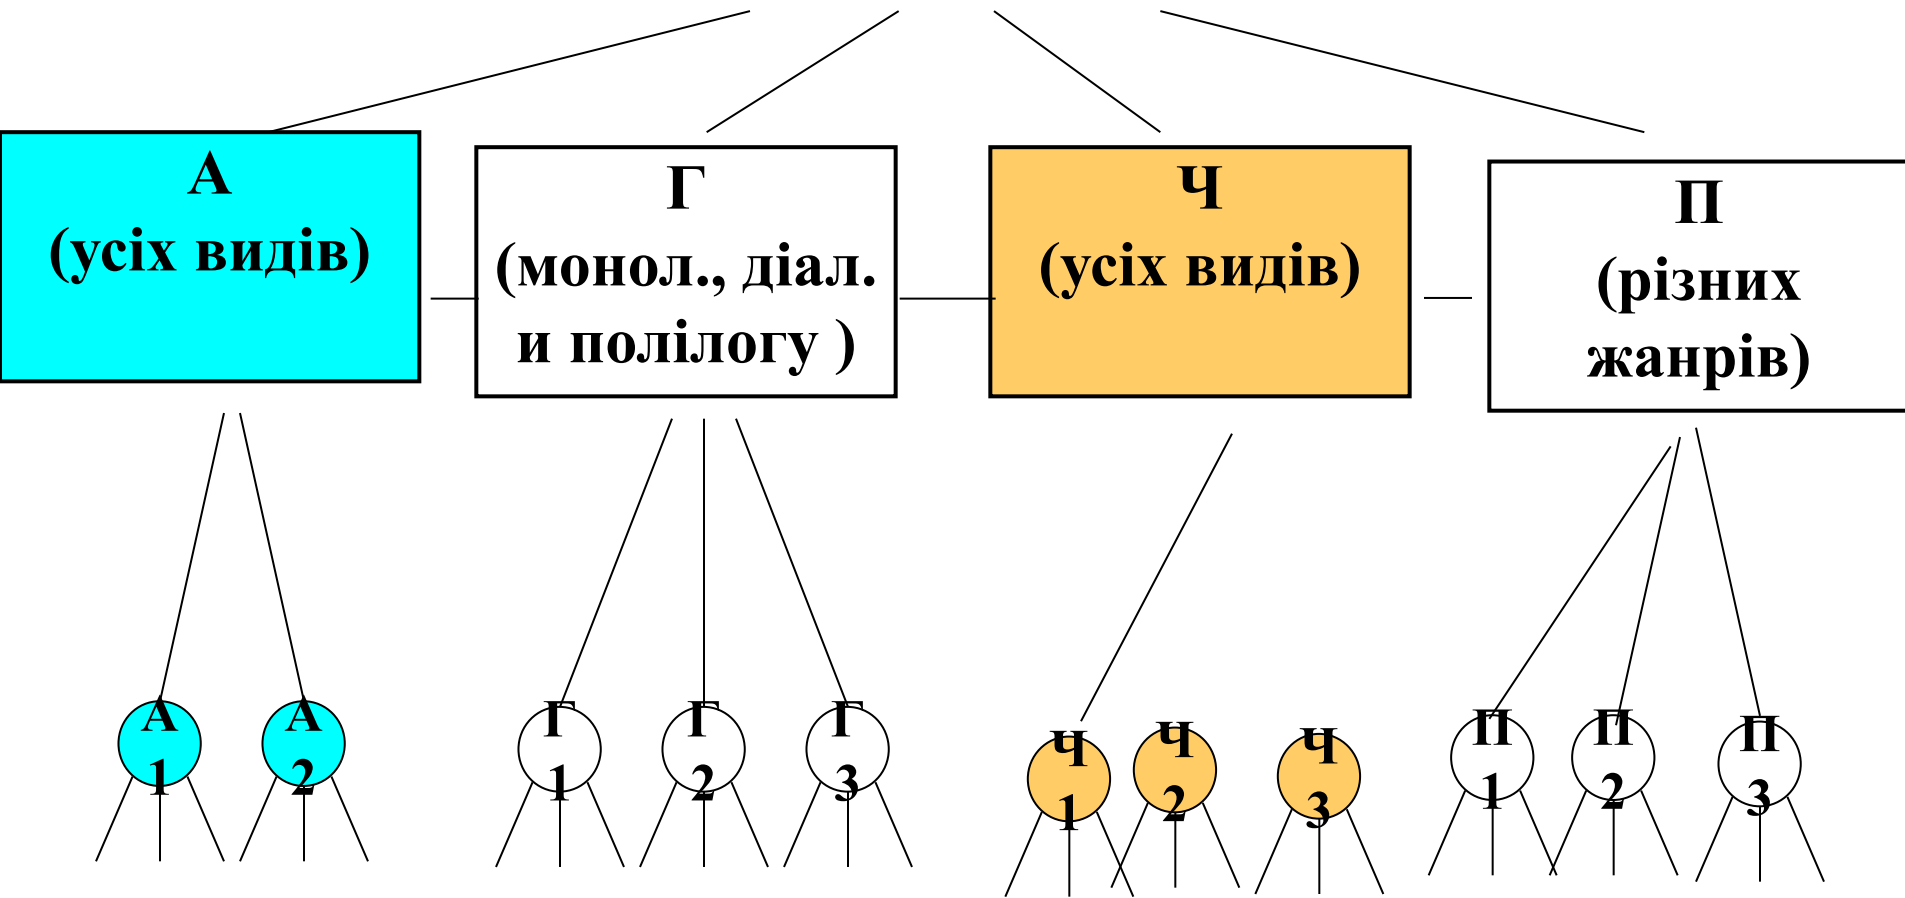 А
(усіх видів)
Г
(монол., діал.
и полілогу )
Ч
(усіх видів)
П
(різних
жанрів)
А
1
А
2
Г
1
Г
2
Г
3
Ч
1
Ч
2
Ч
3
П
1
П
2
П
3